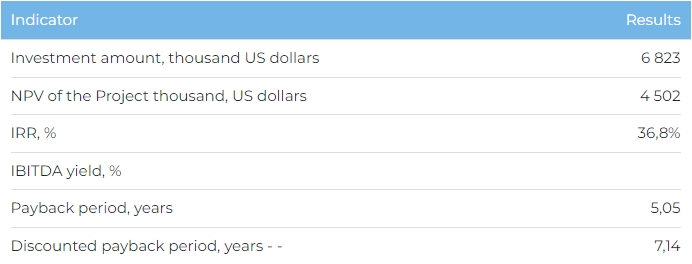 Indicator Results
Investment amount, thousand US dollars 6 823
NPV of the Project thousand, US dollars 4 502
IRR, % 36,8%
IBITDA yield, %
Payback period, years 5,05
Discounted payback period, years - - 7,14